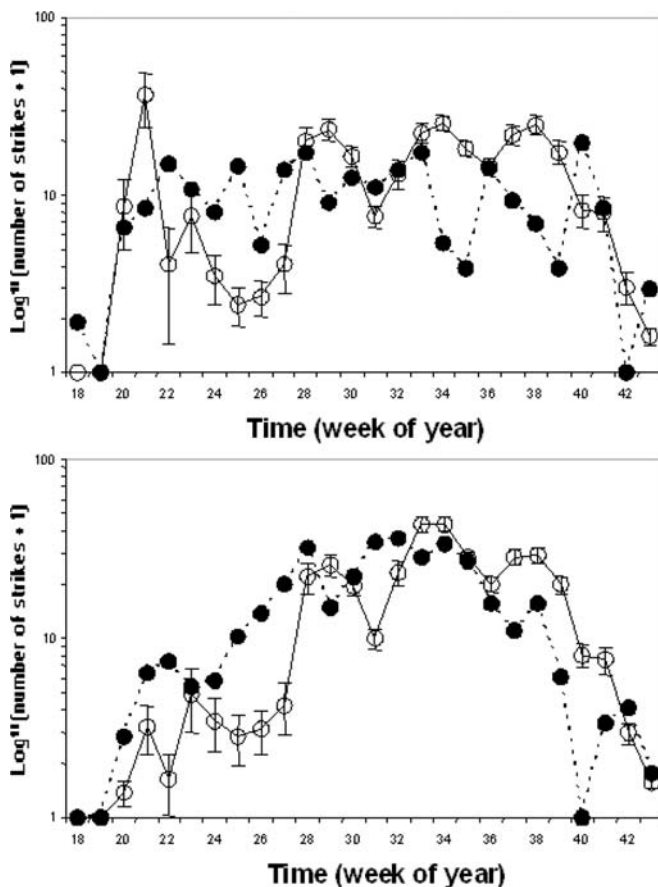 100
10
1
Log¹⁰ (number of strikes + 1)
18 20 22 24 26 28 30 32 34 36 38 40 42
Time (week of year)
100
10
1
Log¹⁰ (number of strikes + 1)
18 20 22 24 26 28 30 32 34 36 38 40 42
Time (week of year)